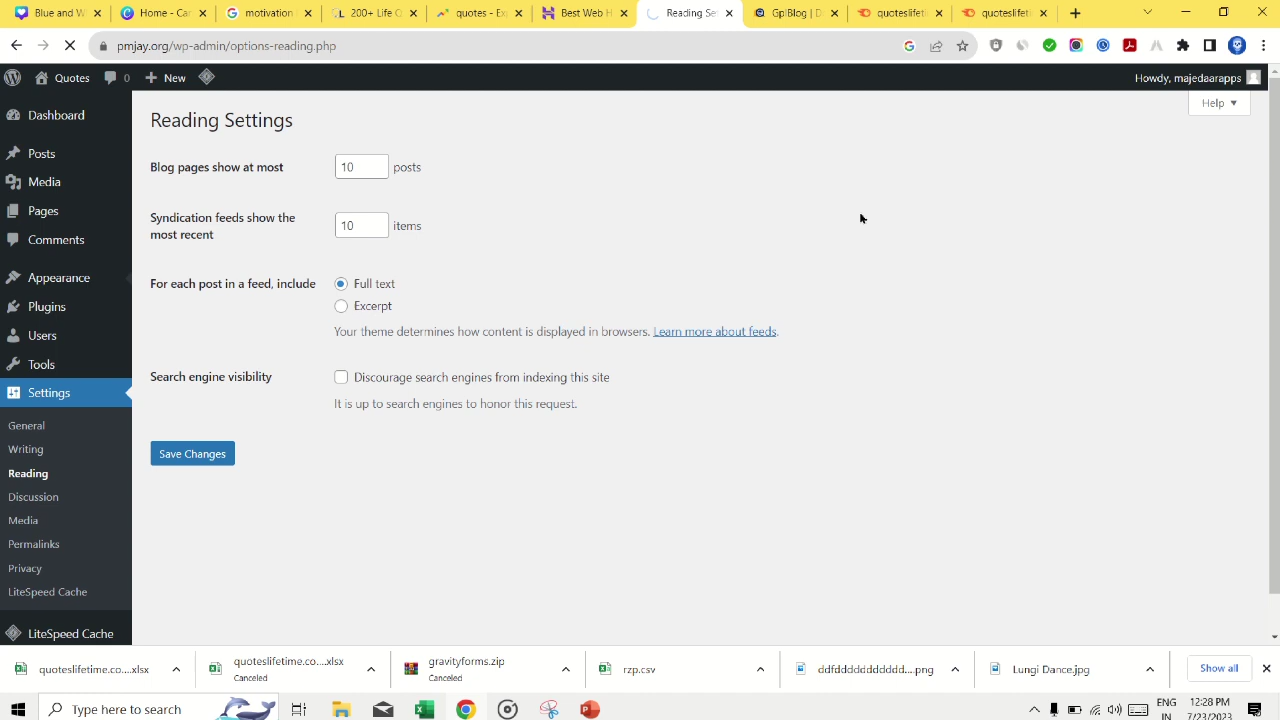 Blue and W
Home - Car
motivation
200+ Life Q
quotes - Ex
Best Web H
Reading Se
GplBlog | D
quoteslifeti
quoteslifeti
pmjay.org/wp-admin/options-reading.php
Quotes
0
New
Howdy, majedaarapps
Help
Dashboard
Posts
Media
Pages
Comments
Appearance
Plugins
Users
Tools
Settings
General
Writing
Reading
Discussion
Media
Permalinks
Privacy
LiteSpeed Cache
LiteSpeed Cache
Reading Settings
Blog pages show at most 10 posts
Syndication feeds show the
most recent
10 items
For each post in a feed, include
Full text
Excerpt
Your theme determines how content is displayed in browsers. Learn more about feeds.
Search engine visibility
Discourage search engines from indexing this site
It is up to search engines to honor this request.
Save Changes
quoteslifetime.co....xlsx
quoteslifetime.co....xlsx
Canceled
gravityforms.zip
Canceled
rzp.csv
ddfdddddddddd....png
Lungi Dance.jpg
Show all
Type here to search
ENG
IN
12:28 PM
7/23/2023